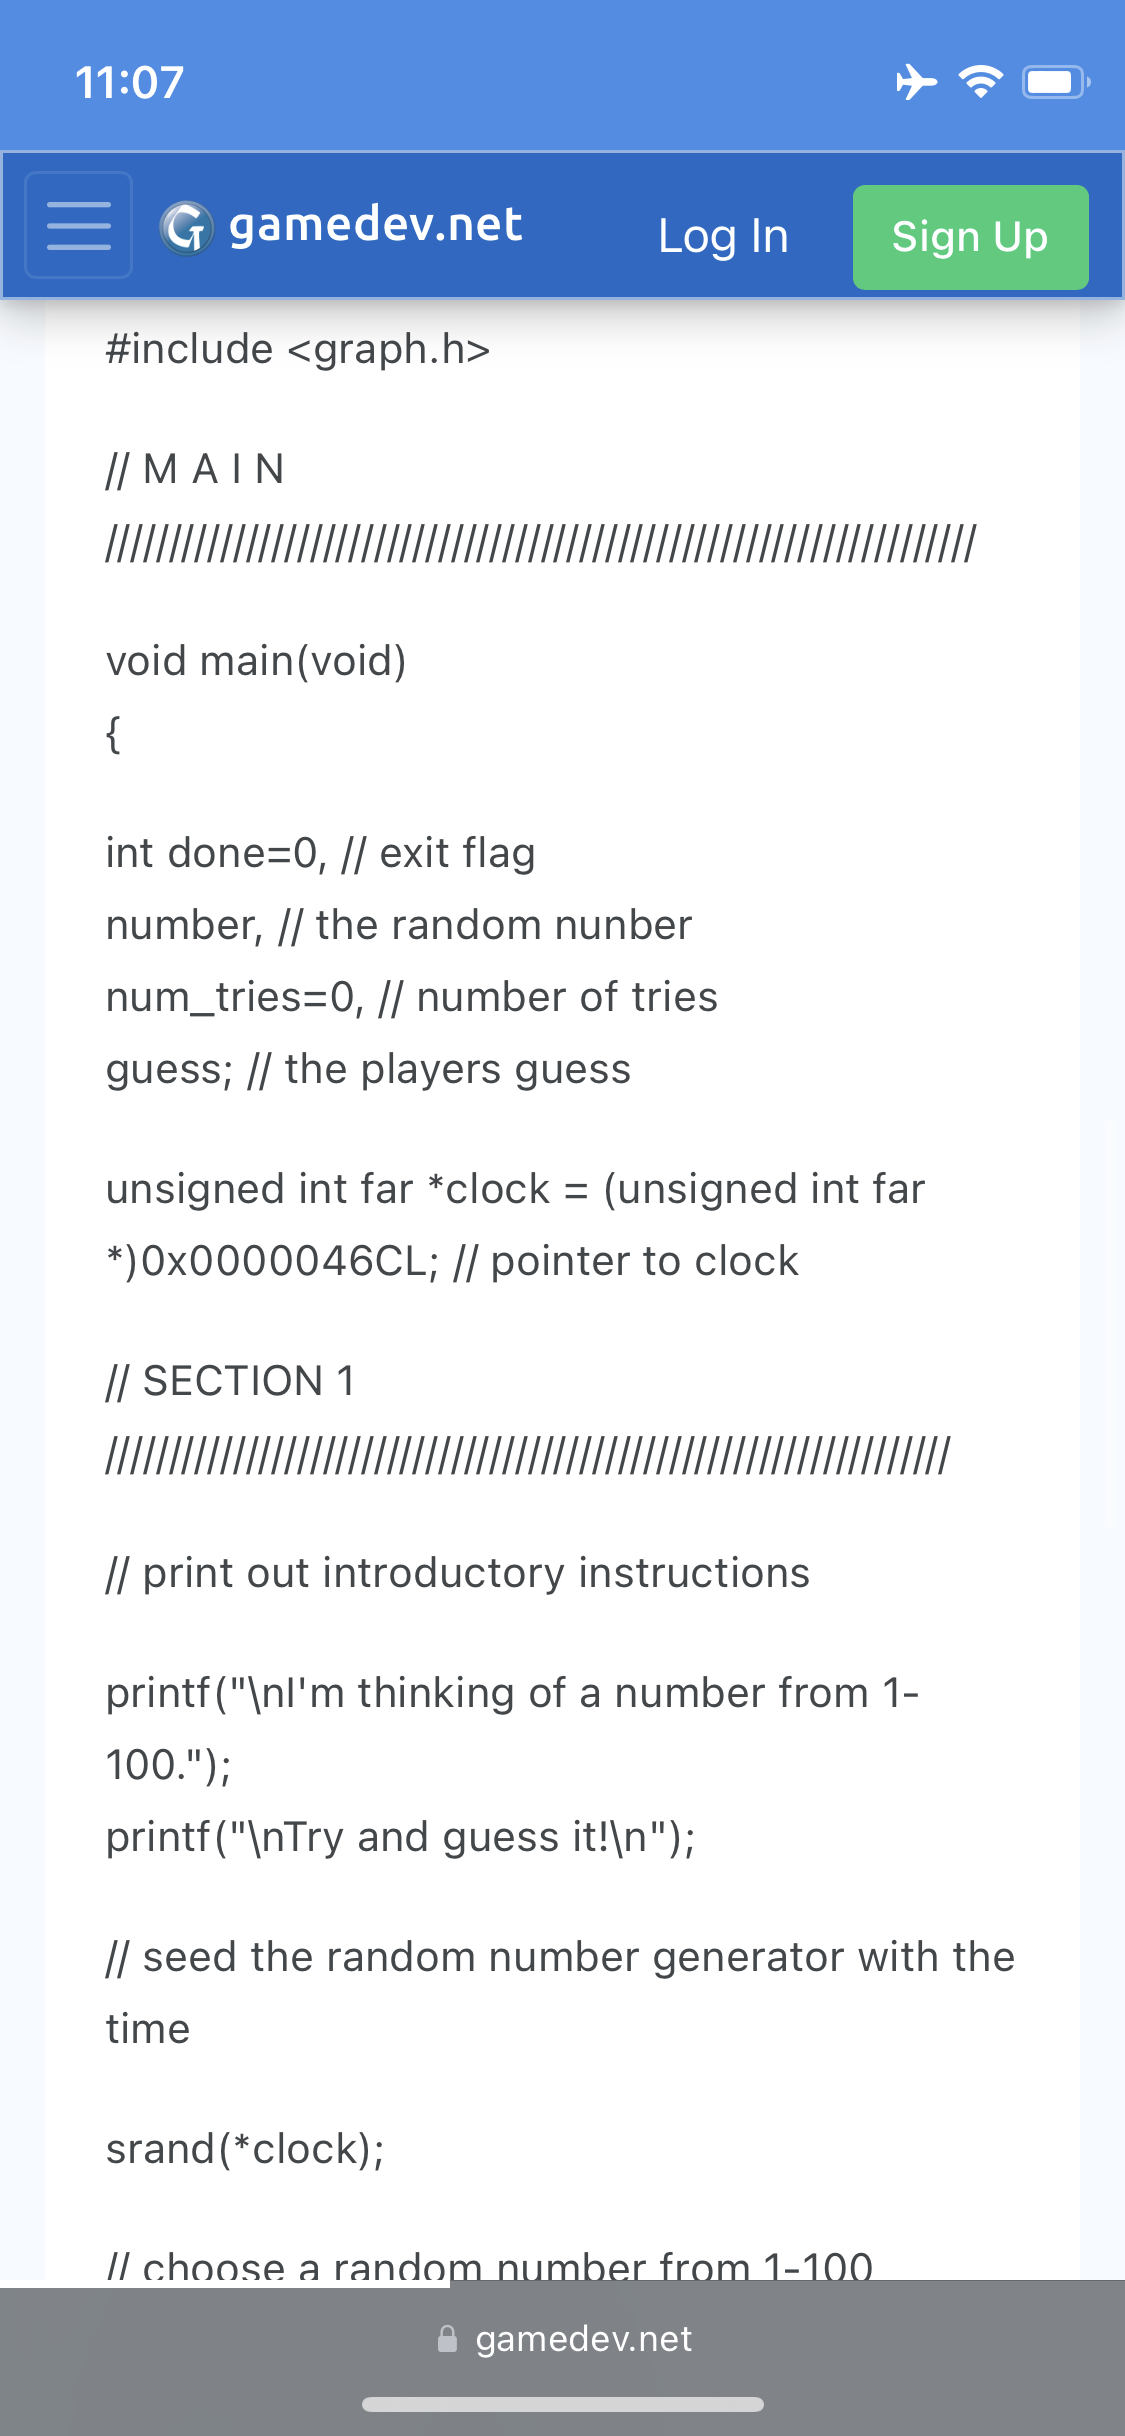 11:07
gamedev.net
Log In
Sign Up
#include <graph.h>
// M A I N
////////////////////////////////////////////////////////////////////
void main(void)
{
int done=0, // exit flag
number, // the random nunber
num_tries=0, // number of tries
guess; // the players guess
unsigned int far *clock = (unsigned int far
*)0x0000046CL; // pointer to clock
// SECTION 1
//////////////////////////////////////////////////////////////////
// print out introductory instructions
printf("\nI'm thinking of a number from 1-
100.");
printf("\nTry and guess it!\n");
// seed the random number generator with the
time
srand(*clock);
// choose a random number from 1-100
gamedev.net